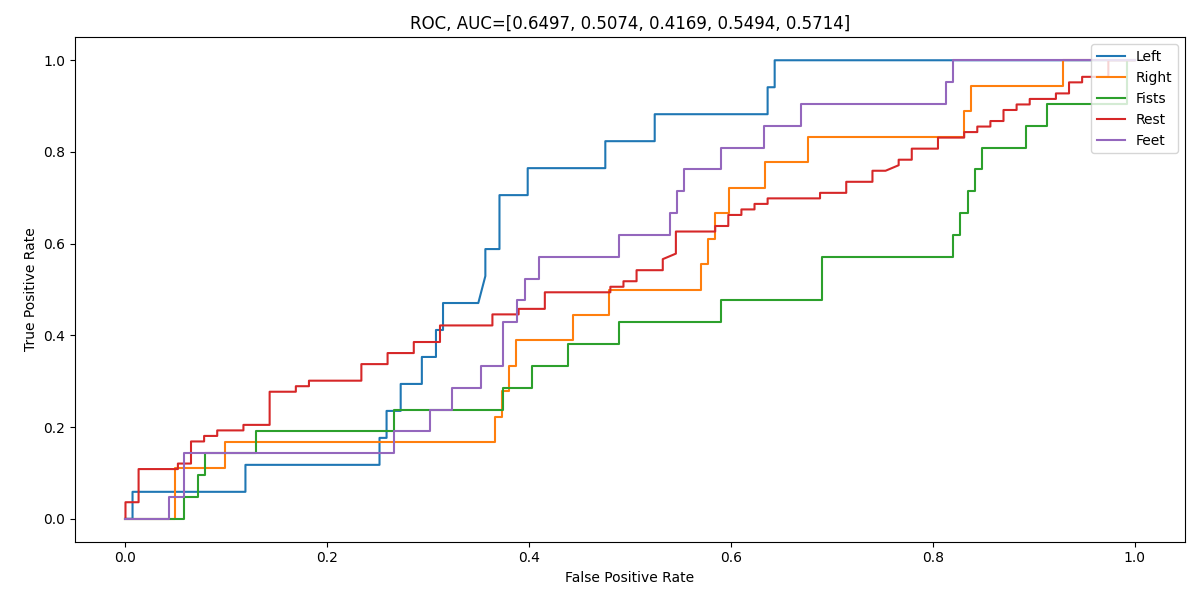 ROC, AUC=[0.6497, 0.5074, 0.4169, 0.5494, 0.5714]
Left
Right
Fists
Rest
Feet
True Positive Rate
1.0
0.8
0.6
0.4
0.2
0.0
0.0 0.2 0.4 0.6 0.8 1.0
False Positive Rate